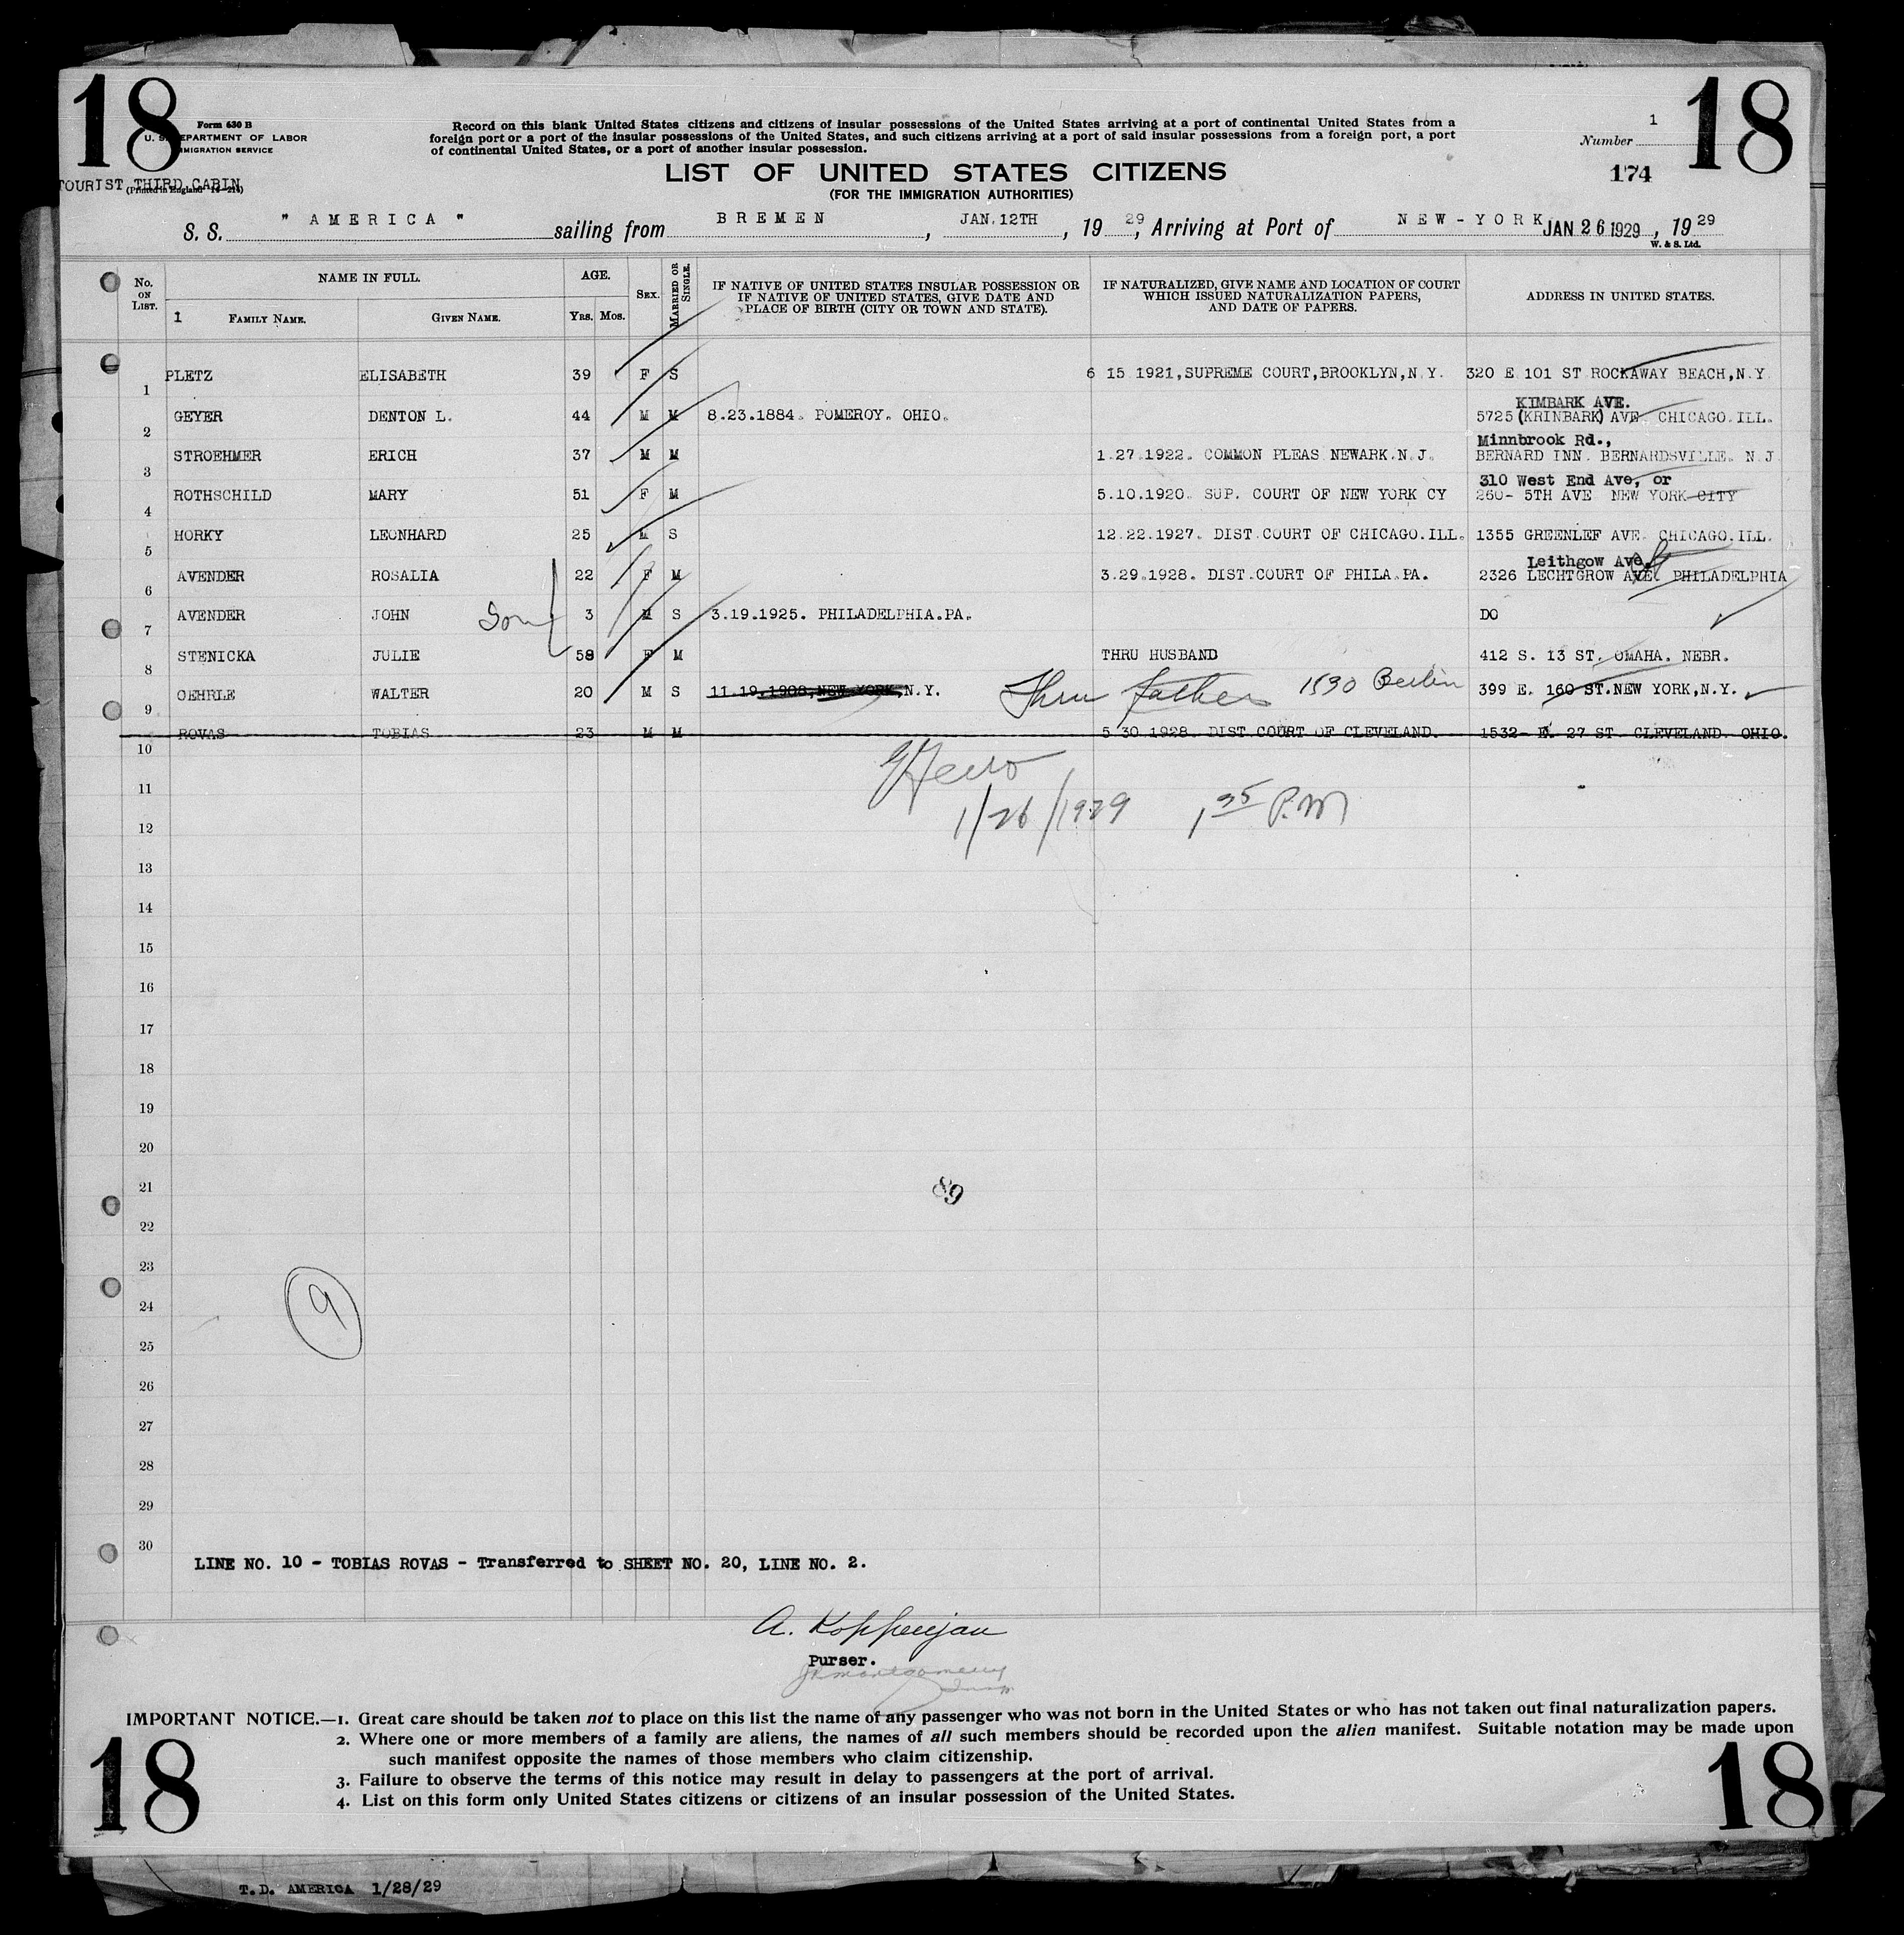 18
18
Form 630 B
U. S. DEPARTMENT OF LABOR
IMMIGRATION SERVICE
TOURIST THIRD CABIN
Record on this blank United States citizens and citizens of insular possessions of the United States arriving at a port of continental United States from a
foreign port or a port of the insular possessions of the United States, and such citizens arriving at a port of said insular possessions from a foreign port, a port
of continental United States, or a port of another insular possession.
Number 1
174
LIST OF UNITED STATES CITIZENS
(FOR THE IMMIGRATION AUTHORITIES)
S. S. " AMERICA " sailing from BREMEN, JAN. 12TH, 1929, Arriving at Port of NEW-YORK JAN 26 1929, 1929
W. & S. Ltd.
No. ON LIST. NAME IN FULL. AGE. SEX. MARRIED OR SINGLE. IF NATIVE OF UNITED STATES INSULAR POSSESSION OR IF NATIVE OF UNITED STATES, GIVE DATE AND PLACE OF BIRTH (CITY OR TOWN AND STATE). IF NATURALIZED, GIVE NAME AND LOCATION OF COURT WHICH ISSUED NATURALIZATION PAPERS, AND DATE OF PAPERS. ADDRESS IN UNITED STATES.
1 FAMILY NAME. GIVEN NAME. YRS. MOS.
1 PLETZ ELISABETH 39 F S 6 15 1921,SUPREME COURT,BROOKLYN,N.Y. 320 E 101 ST ROCKAWAY BEACH,N.Y
KIMBARK AVE.
2 GEYER DENTON L. 44 M M 8.23.1884. POMEROY. OHIO. 5725 (KRINBARK) AVE CHICAGO.ILL.
Minnbrook Rd.,
3 STROEHMER ERICH 37 M M 1.27.1922. COMMON PLEAS NEWARK.N.J. BERNARD INN. BERNARDSVILLE. N.J
310 West End Ave, or
4 ROTHSCHILD MARY 51 F M 5.10.1920. SUP. COURT OF NEW YORK CY 260- 5TH AVE NEW YORK CITY
5 HORKY LEONHARD 25 M S 12.22.1927. DIST.COURT OF CHICAGO.ILL. 1355 GREENLEF AVE. CHICAGO.ILL.
Leithgow Ave. St
6 AVENDER ROSALIA 22 F M 3.29.1928. DIST.COURT OF PHILA.PA. 2326 LECHTGROW AVE. PHILADELPHIA
7 AVENDER JOHN Son 3 M S 3.19.1925. PHILADELPHIA.PA. DO
8 STENICKA JULIE 58 F M THRU HUSBAND 412 S. 13 ST. OMAHA. NEBR.
9 OEHRLE WALTER 20 M S 11.19.1908,NEW YORK,N.Y. Thru father 1530 Berlin 399 E. 160 ST.NEW YORK,N.Y.
10 ROVAS TOBIAS 23 M M 5 30 1928. DIST COURT OF CLEVELAND. 1532- E. 27 ST. CLEVELAND. OHIO.
11
1/26/1929 1 35 P.M
12
13
14
15
16
17
18
19
20
21
89
22
23
24
9
25
26
27
28
29
30
LINE NO. 10 - TOBIAS ROVAS - Transferred to SHEET NO. 20, LINE NO. 2.
A. Koppenjan
Purser.
JH Montgomery
Insp
IMPORTANT NOTICE.—1. Great care should be taken not to place on this list the name of any passenger who was not born in the United States or who has not taken out final naturalization papers.
2. Where one or more members of a family are aliens, the names of all such members should be recorded upon the alien manifest. Suitable notation may be made upon
such manifest opposite the names of those members who claim citizenship.
3. Failure to observe the terms of this notice may result in delay to passengers at the port of arrival.
4. List on this form only United States citizens or citizens of an insular possession of the United States.
18
18
T.D. AMERICA 1/28/29